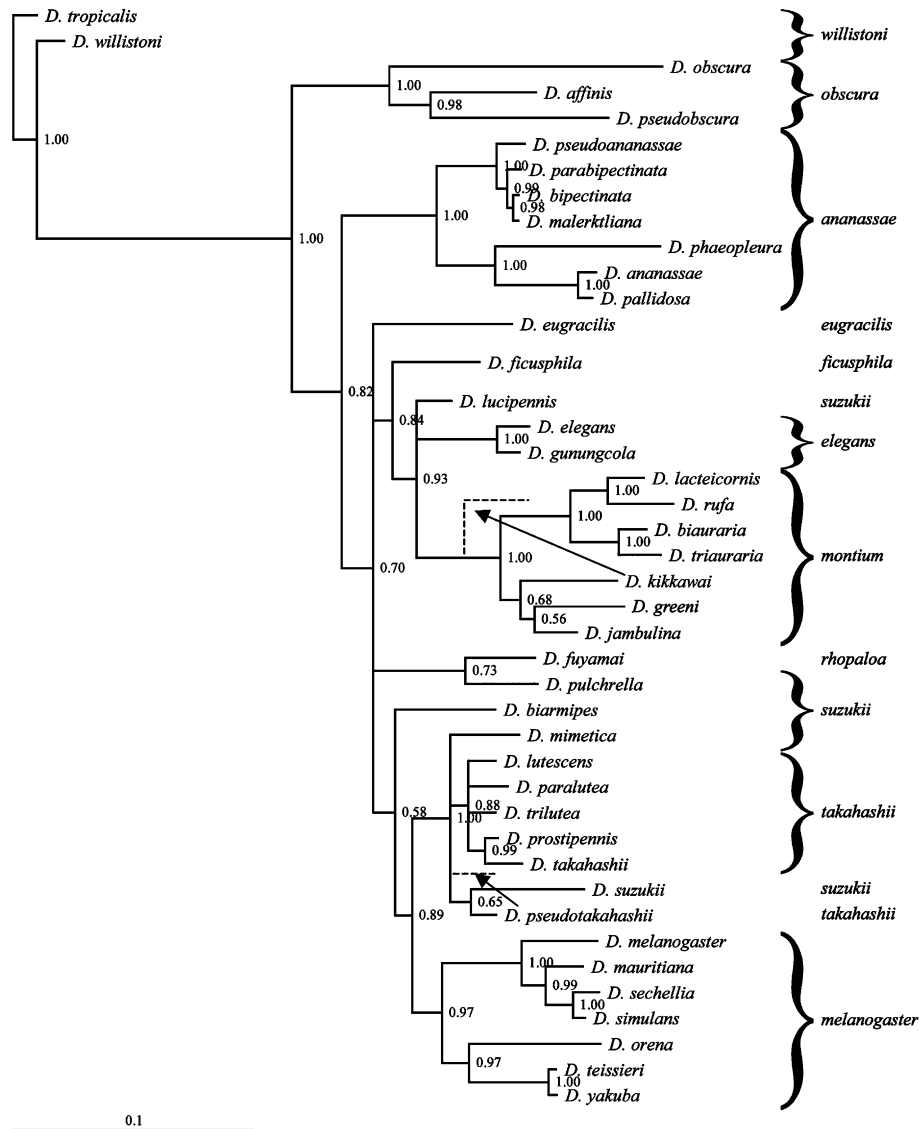 D. tropicalis
D. willistoni
willistoni
1.00
D. obscura
1.00
D. affinis
0.98
D. pseudobscura
obscura
1.00
D. pseudoananassae
1.00
D. parabipectinata
0.99
D. bipectinata
0.98
D. malerktliana
1.00
ananassae
D. phaeopleura
1.00
D. ananassae
1.00
D. pallidosa
D. eugracilis
eugracilis
0.82
D. ficusphila
ficusphila
0.84
D. lucipennis
suzukii
D. elegans
1.00
D. gunungcola
elegans
0.93
D. lacteicornis
1.00
D. rufa
1.00
D. biauraria
1.00
D. triauraria
1.00
montium
0.70
D. kikkawai
0.68
D. greeni
0.56
D. jambulina
D. fuyamai
rhopaloa
0.73
D. pulchrella
D. biarmipes
suzukii
D. mimetica
D. lutescens
D. paralutea
0.88
0.58
1.00
D. trilutea
takahashii
D. prostipennis
0.99
D. takahashii
D. suzukii
suzukii
0.65
0.89
D. pseudotakahashii
takahashii
D. melanogaster
1.00
D. mauritiana
0.99
D. sechellia
1.00
D. simulans
0.97
melanogaster
D. orena
0.97
D. teissieri
1.00
D. yakuba
0.1